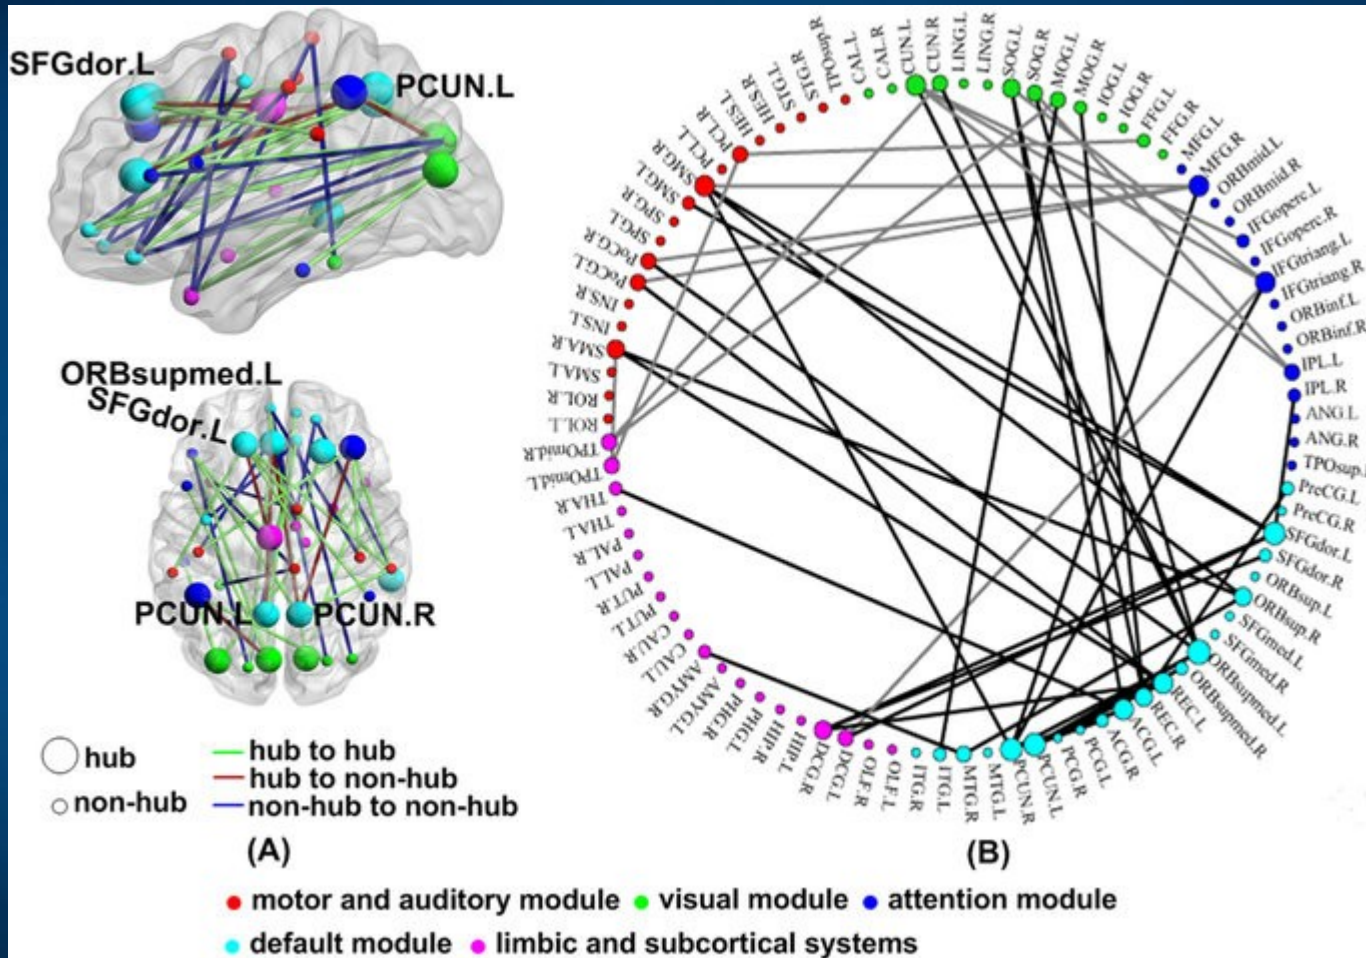 SFGdor.L
PCUN.L
ORBsupmed.L
SFGdor.L
PCUN.L
PCUN.R
hub
non-hub
hub to hub
hub to non-hub
non-hub to non-hub
(A)
CUN.L
CUN.R
LING.L
LING.R
SOG.L
SOG.R
MOG.L
MOG.R
IOG.L
IOG.R
FFG.L
FFG.R
MFG.L
MFG.R
ORBmid.L
ORBmid.R
IFGoperc.L
IFGoperc.R
IFGtriang.L
IFGtriang.R
ORBinf.L
ORBinf.R
IPL.L
IPL.R
ANG.L
ANG.R
TPOsup.
PreCG.L
PreCG.R
SFGdor.L
SFGdor.R
ORBsup.L
ORBsup.R
SFGmed.L
SFGmed.R
ORBsupmed.L
ORBsupmed.R
REC.L
REC.R
ACG.L
ACG.R
PCG.L
PCG.R
PCUN.L
PCUN.R
MTG.L
MTG.R
ITG.L
ITG.R
OLF.L
OLF.R
DCG.L
DCG.R
HIP.L
HIP.R
PHG.L
PHG.R
AMYG.L
AMYG.R
CAU.L
CAU.R
PUT.L
PUT.R
PAL.L
PAL.R
THA.L
THA.R
TPOmid.L
TPOmid.R
ROL.L
ROL.R
SMA.L
SMA.R
INS.L
INS.R
PoCG.L
PoCG.R
SPG.L
SPG.R
SMG.L
SMG.R
PCL.L
PCL.R
HES.L
HES.R
STG.L
STG.R
TPOsup.R
CAL.L
CAL.R
(B)
motor and auditory module
visual module
attention module
default module
limbic and subcortical systems